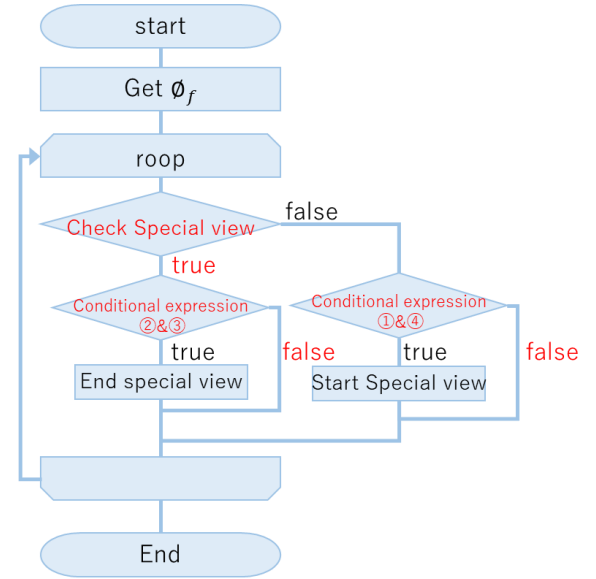 start
Get ∅f
roop
Check Special view
false
true
Conditional expression
②&③
Conditional expression
①&④
true
false
true
false
End special view
Start Special view
End